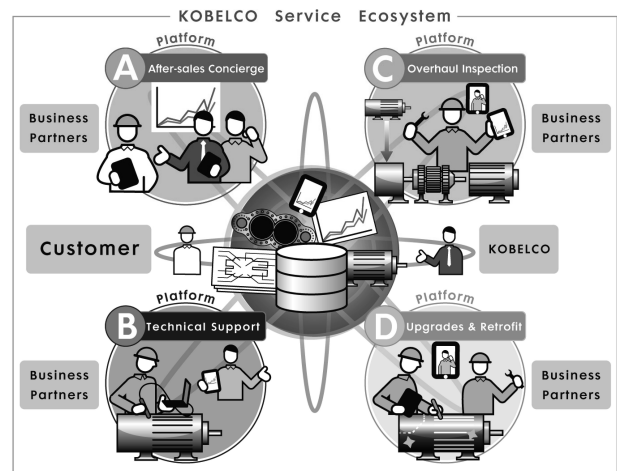 KOBELCO Service Ecosystem
Platform
A After-sales Concierge
Business
Partners
Platform
C Overhaul Inspection
Business
Partners
Customer
KOBELCO
Platform
B Technical Support
Business
Partners
Platform
D Upgrades & Retrofit
Business
Partners